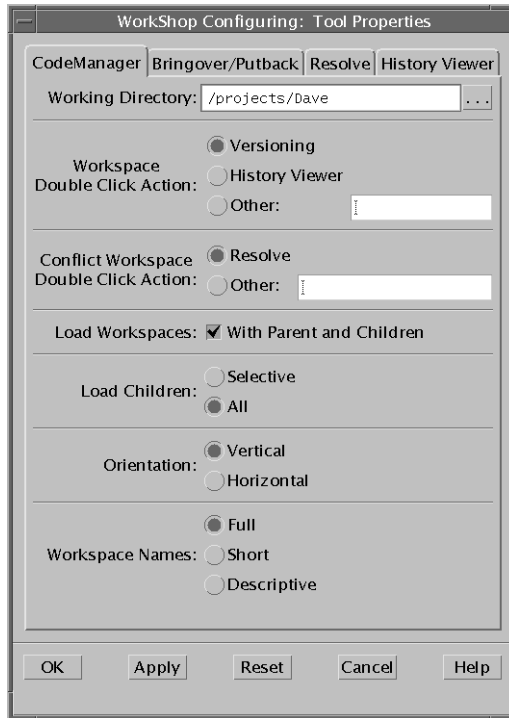 WorkShop Configuring: Tool Properties
CodeManager Bringover/Putback Resolve History Viewer
Working Directory: /projects/Dave ...
Workspace
Double Click Action:
Versioning
History Viewer
Other:
Conflict Workspace
Double Click Action:
Resolve
Other:
Load Workspaces: With Parent and Children
Load Children:
Selective
All
Orientation:
Vertical
Horizontal
Workspace Names:
Full
Short
Descriptive
OK Apply Reset Cancel Help